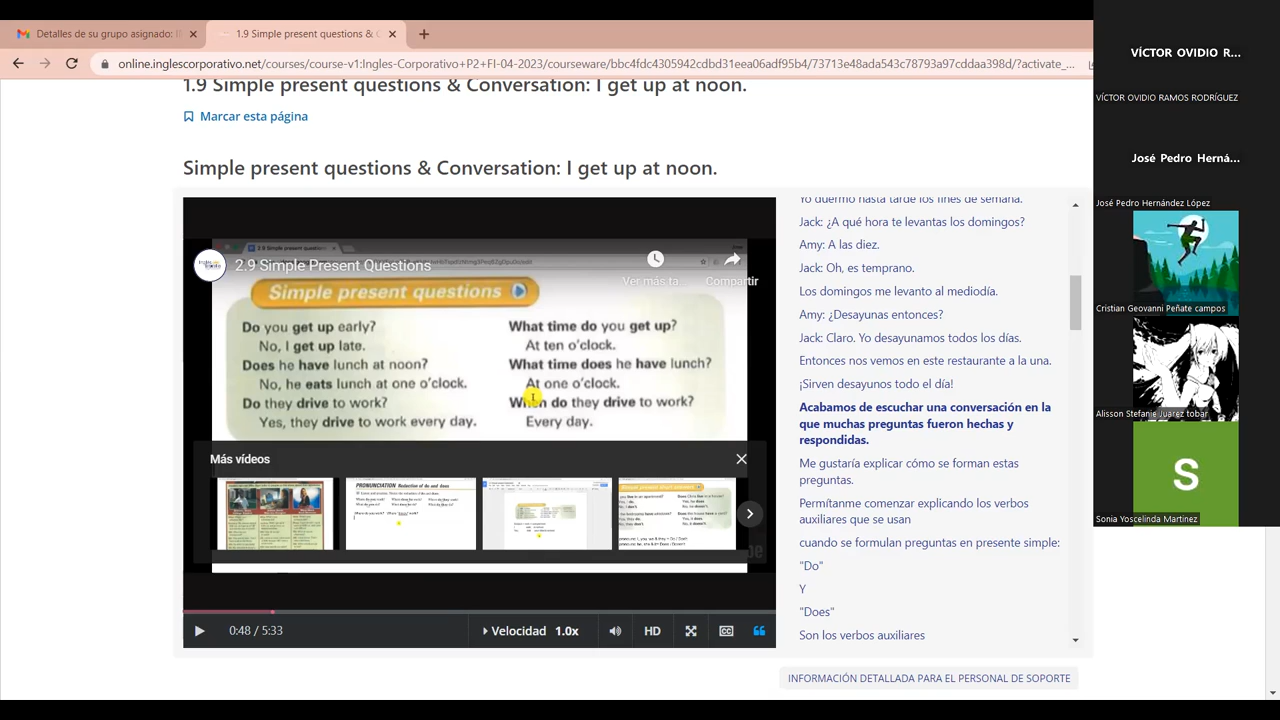 Detalles de su grupo asignado: I
1.9 Simple present questions & C
online.inglescorporativo.net/courses/course-v1:Ingles-Corporativo+P2+FI-04-2023/courseware/bbc4fdc4305942cdbd31eea06adf95b4/73713e48ada543c78793a97cddaa398d/?activate_...
1.9 Simple present questions & Conversation: I get up at noon.
Marcar esta página
Simple present questions & Conversation: I get up at noon.
2.9 Simple Present Questions
Ver más ta...
Compartir
Simple present questions
Do you get up early?
No, I get up late.
Does he have lunch at noon?
No, he eats lunch at one o'clock.
Do they drive to work?
Yes, they drive to work every day.
What time do you get up?
At ten o'clock.
What time does he have lunch?
At one o'clock.
When do they drive to work?
Every day.
Más vídeos
PRONUNCIATION Reduction of do and does
0:48 / 5:33
Velocidad 1.0x
HD
CC
Yo duermo hasta tarde los fines de semana.
Jack: ¿A qué hora te levantas los domingos?
Amy: A las diez.
Jack: Oh, es temprano.
Los domingos me levanto al mediodía.
Amy: ¿Desayunas entonces?
Jack: Claro. Yo desayunamos todos los días.
Entonces nos vemos en este restaurante a la una.
¡Sirven desayunos todo el día!
Acabamos de escuchar una conversación en la
que muchas preguntas fueron hechas y
respondidas.
Me gustaría explicar cómo se forman estas
preguntas.
Permítanme comenzar explicando los verbos
auxiliares que se usan
cuando se formulan preguntas en presente simple:
"Do"
Y
"Does"
Son los verbos auxiliares
INFORMACIÓN DETALLADA PARA EL PERSONAL DE SOPORTE
VÍCTOR OVIDIO R...
VÍCTOR OVIDIO RAMOS RODRÍGUEZ
José Pedro Herná...
José Pedro Hernández López
Cristian Geovanni Peñate campos
Alisson Stefanie Juarez tobar
S
Sonia Yoscelinda Martinez